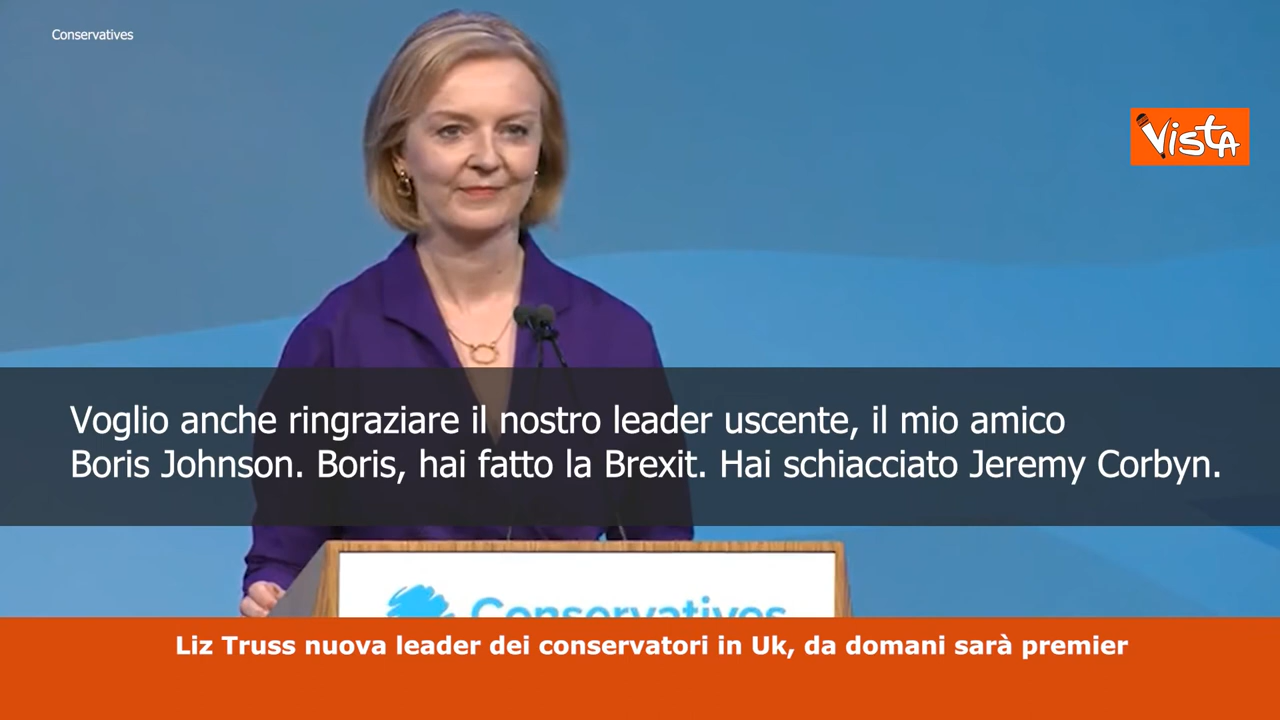 Conservatives
Vista
Voglio anche ringraziare il nostro leader uscente, il mio amico
Boris Johnson. Boris, hai fatto la Brexit. Hai schiacciato Jeremy Corbyn.
Conservatives
Liz Truss nuova leader dei conservatori in Uk, da domani sarà premier